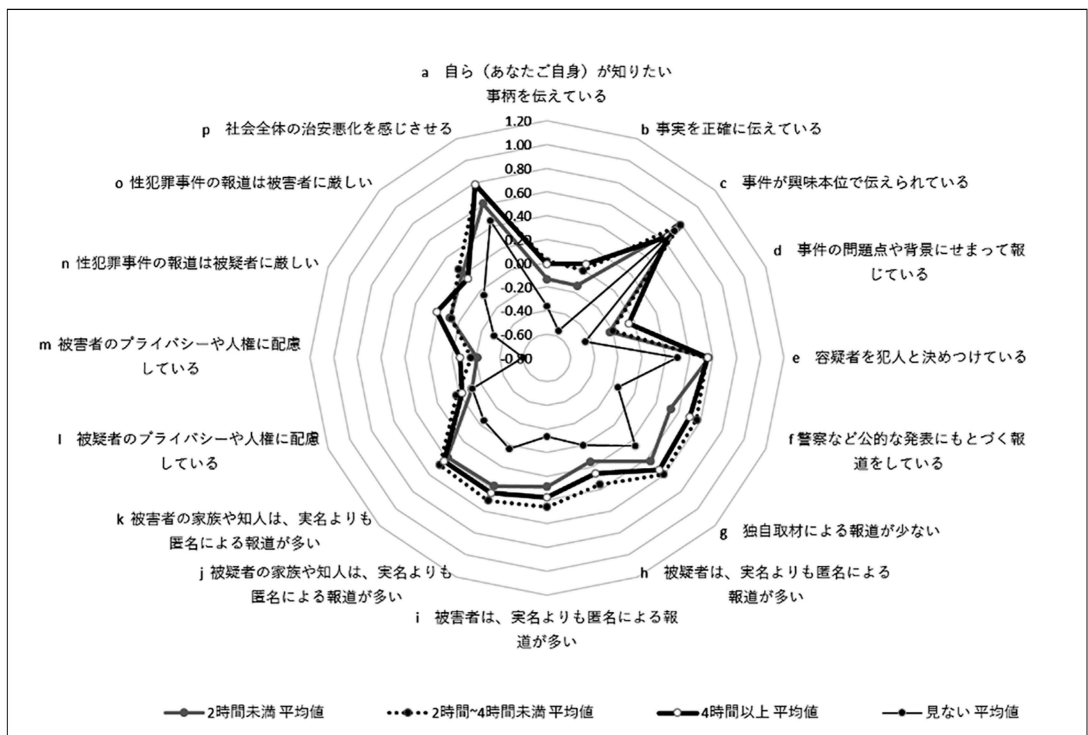 a 自ら（あなたご自身）が知りたい
事柄を伝えている
b 事実を正確に伝えている
c 事件が興味本位で伝えられている
d 事件の問題点や背景にせまって報
じている
e 容疑者を犯人と決めつけている
f 警察など公的な発表にもとづく報
道をしている
g 独自取材による報道が少ない
h 被疑者は、実名よりも匿名による
報道が多い
i 被害者は、実名よりも匿名による報
道が多い
j 被疑者の家族や知人は、実名よりも
匿名による報道が多い
k 被害者の家族や知人は、実名よりも
匿名による報道が多い
l 被疑者のプライバシーや人権に配慮
している
m 被害者のプライバシーや人権に配慮
している
n 性犯罪事件の報道は被疑者に厳しい
o 性犯罪事件の報道は被害者に厳しい
p 社会全体の治安悪化を感じさせる
1.20
1.00
0.80
0.60
0.40
0.20
0.00
-0.20
-0.40
-0.60
-0.80
2時間未満 平均値
2時間~4時間未満 平均値
4時間以上 平均値
見ない 平均値